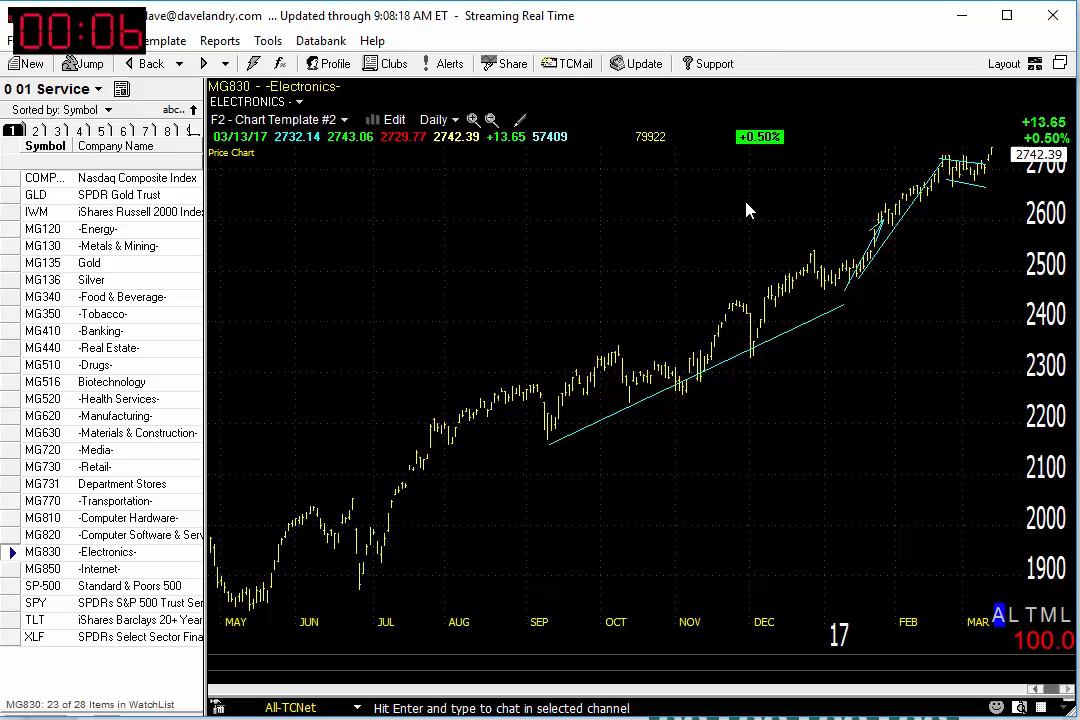 00:06
dave@davelandry.com ... Updated through 9:08:18 AM ET - Streaming Real Time
Template Reports Tools Databank Help
New Jump Back Profile Clubs Alerts Share TCMail Update Support Layout
0 01 Service
Sorted by: Symbol abc..
1 2 3 4 5 6 7 8
Symbol Company Name
COMP... Nasdaq Composite Index
GLD SPDR Gold Trust
IWM iShares Russell 2000 Index
MG120 -Energy-
MG130 -Metals & Mining-
MG135 Gold
MG136 Silver
MG340 -Food & Beverage-
MG350 -Tobacco-
MG410 -Banking-
MG440 -Real Estate-
MG510 -Drugs-
MG516 Biotechnology
MG520 -Health Services-
MG620 -Manufacturing-
MG630 -Materials & Construction-
MG720 -Media-
MG730 -Retail-
MG731 Department Stores
MG770 -Transportation-
MG810 -Computer Hardware-
MG820 -Computer Software & Serv
MG830 -Electronics-
MG850 -Internet-
SP-500 Standard & Poors 500
SPY SPDRs S&P 500 Trust Ser
TLT iShares Barclays 20+ Year
XLF SPDRs Select Sector Fina
MG830: 23 of 28 Items in WatchList
MG830 - -Electronics-
ELECTRONICS -
F2 - Chart Template #2 Edit Daily
03/13/17 2732.14 2743.06 2729.77 2742.39 +13.65 57409 79922 +0.50%
Price Chart
+13.65
+0.50%
2742.39
2700
2600
2500
2400
2300
2200
2100
2000
1900
MAY JUN JUL AUG SEP OCT NOV DEC 17 FEB MAR
A L T M L
100.0
All-TCNet Hit Enter and type to chat in selected channel